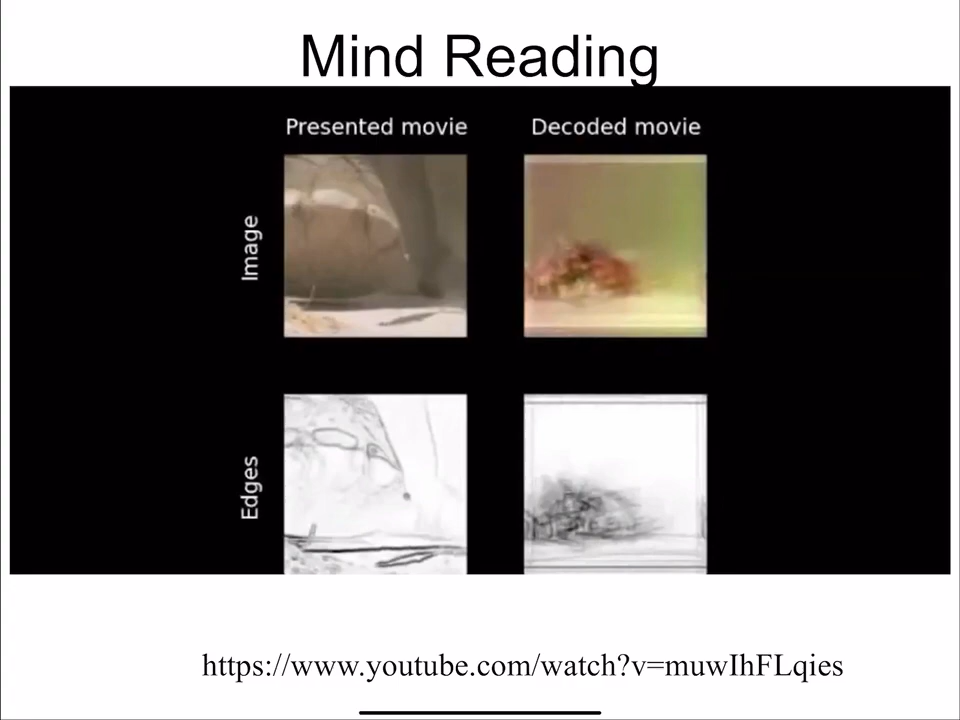 Mind Reading
Presented movie
Decoded movie
Image
Edges
https://www.youtube.com/watch?v=muwIhFLqies